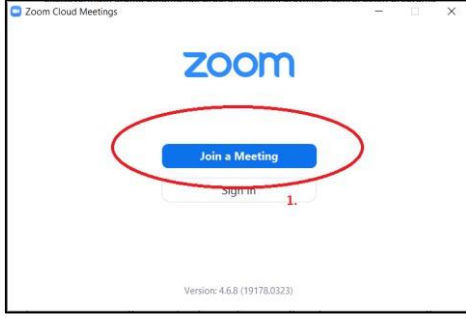 Zoom Cloud Meetings
zoom
Join a Meeting
Sign In
1.
Version: 4.6.8 (19178.0323)